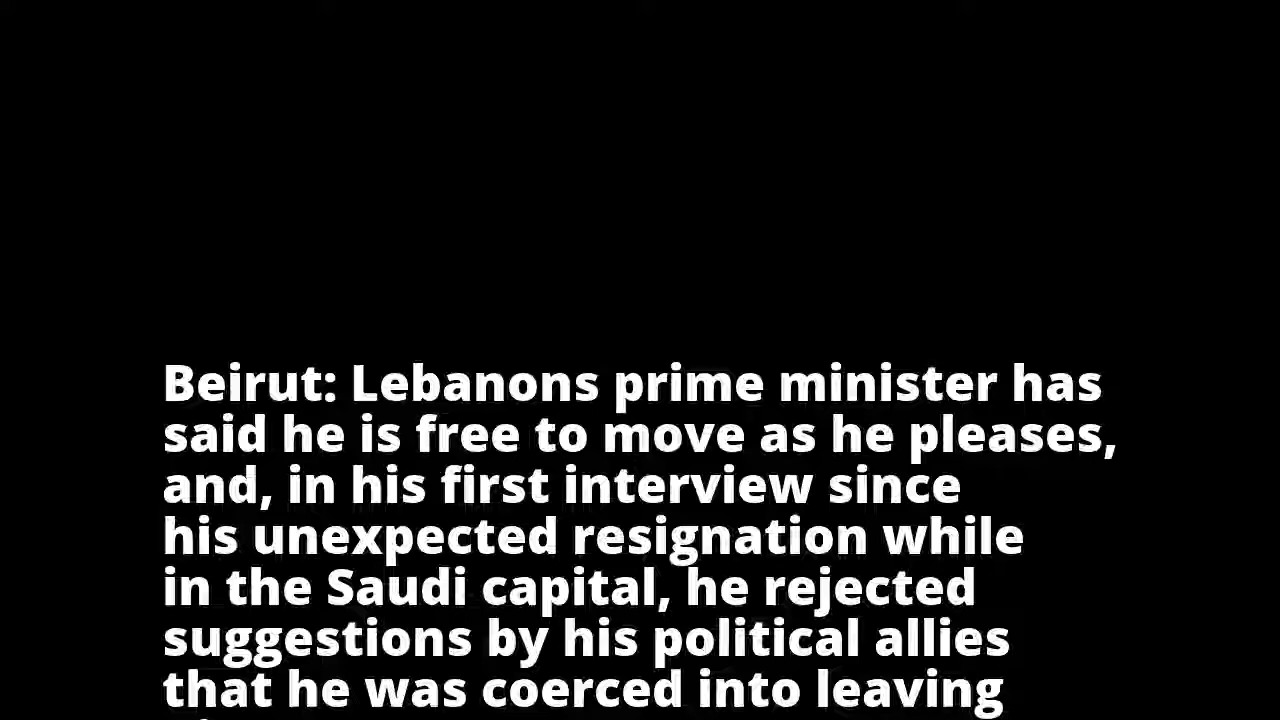 Beirut: Lebanons prime minister has
said he is free to move as he pleases,
and, in his first interview since
his unexpected resignation while
in the Saudi capital, he rejected
suggestions by his political allies
that he was coerced into leaving